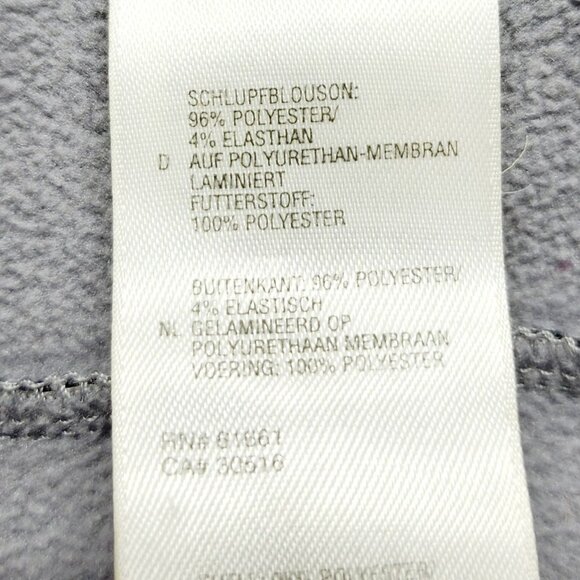 SCHLUPFBLOUSON:
96% POLYESTER/
4% ELASTHAN
D AUF POLYURETHAN-MEMBRAN
LAMINIERT
FUTTERSTOFF:
100% POLYESTER
BUITENKANT: 96% POLYESTER/
4% ELASTISCH
NL GELAMINEERD OP
POLYURETHAAN MEMBRAAN
VOERING: 100% POLYESTER
RN# 61661
CA# 30516
POLYESTER/